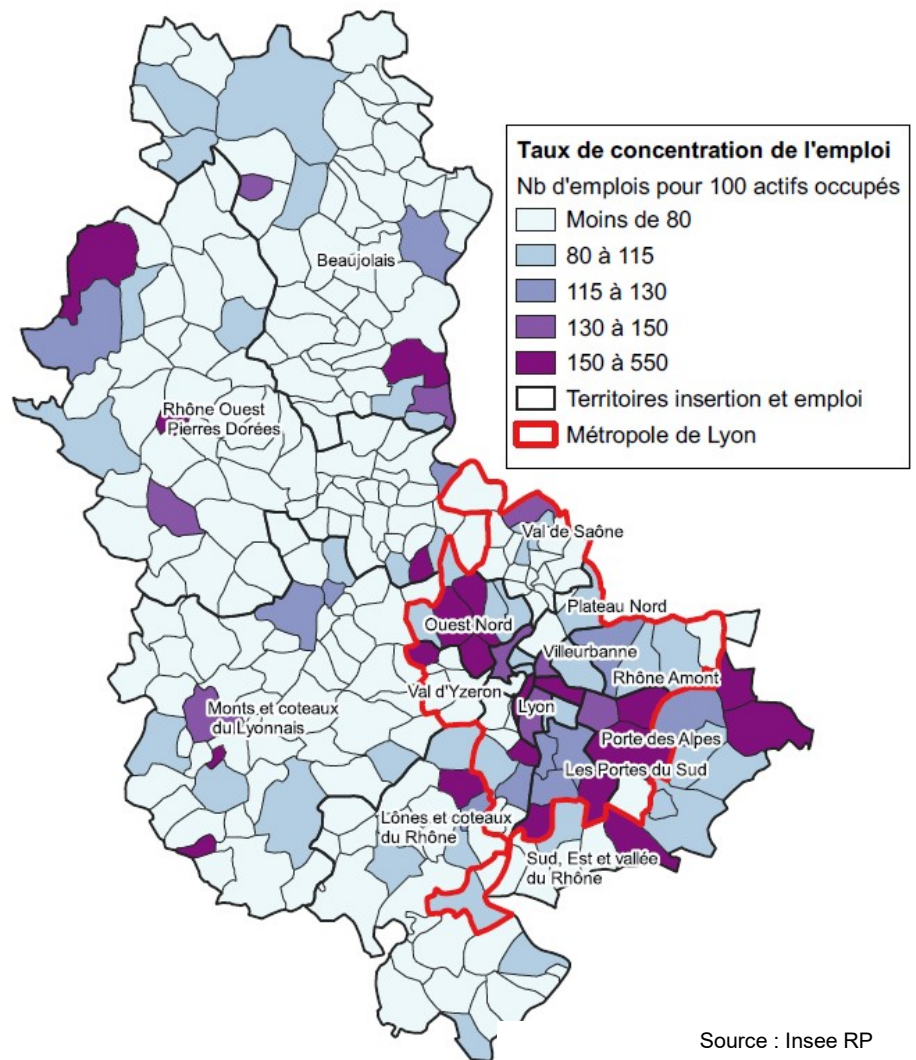 Taux de concentration de l'emploi
Nb d'emplois pour 100 actifs occupés
Moins de 80
80 à 115
115 à 130
130 à 150
150 à 550
Territoires insertion et emploi
Métropole de Lyon
Beaujolais
Rhône Ouest
Pierres Dorées
Val de Saône
Plateau Nord
Ouest Nord
Villeurbanne
Rhône Amont
Val d'Yzeron
Lyon
Monts et coteaux
du Lyonnais
Porte des Alpes
Les Portes du Sud
Lônes et coteaux
du Rhône
Sud, Est et vallée
du Rhône
Source : Insee RP